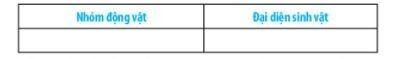 Nhóm động vật Đại diện sinh vật